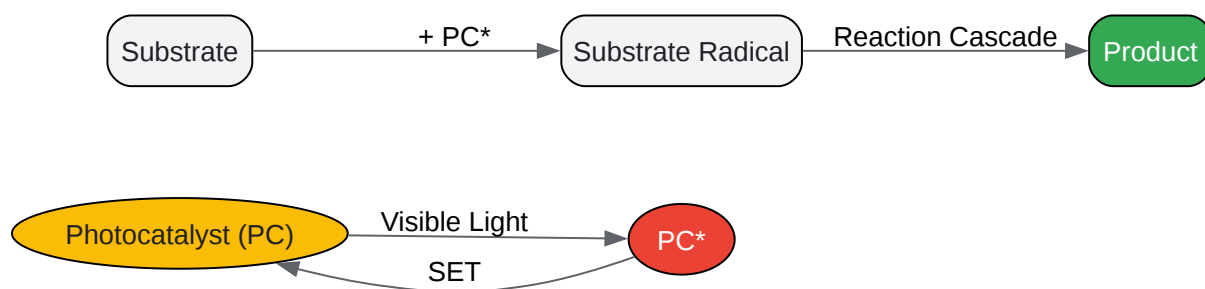 Substrate
+ PC*
Substrate Radical
Reaction Cascade
Product
Photocatalyst (PC)
Visible Light
PC*
SET